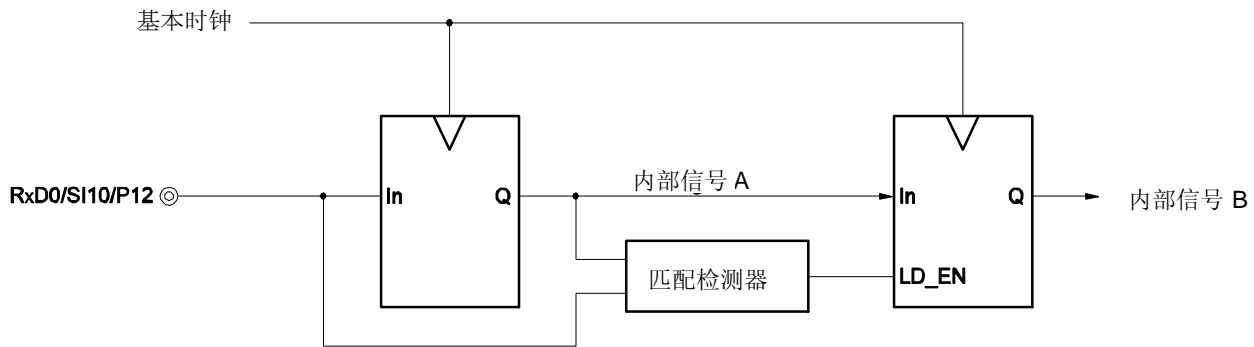 基本时钟
RxD0/SI10/P12
In
Q
内部信号 A
In
Q
内部信号 B
匹配检测器
LD_EN